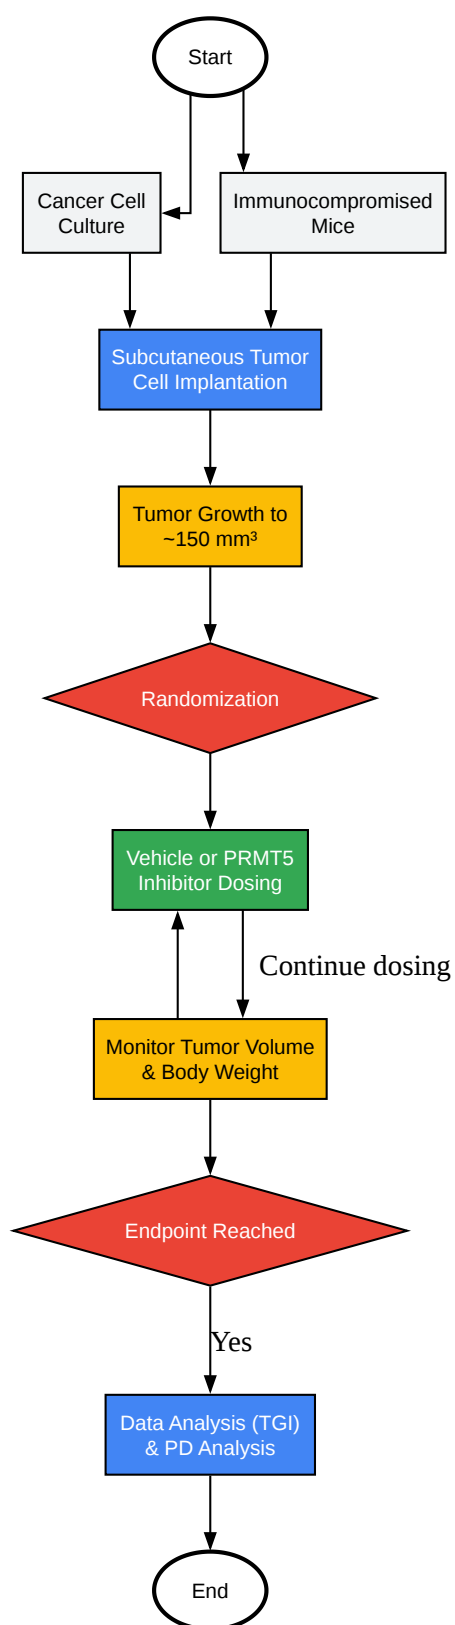 Start
Cancer Cell
Culture
Immunocompromised
Mice
Subcutaneous Tumor
Cell Implantation
Tumor Growth to
~150 mm³
Randomization
Vehicle or PRMT5
Inhibitor Dosing
Continue dosing
Monitor Tumor Volume
& Body Weight
Endpoint Reached
Yes
Data Analysis (TGI)
& PD Analysis
End